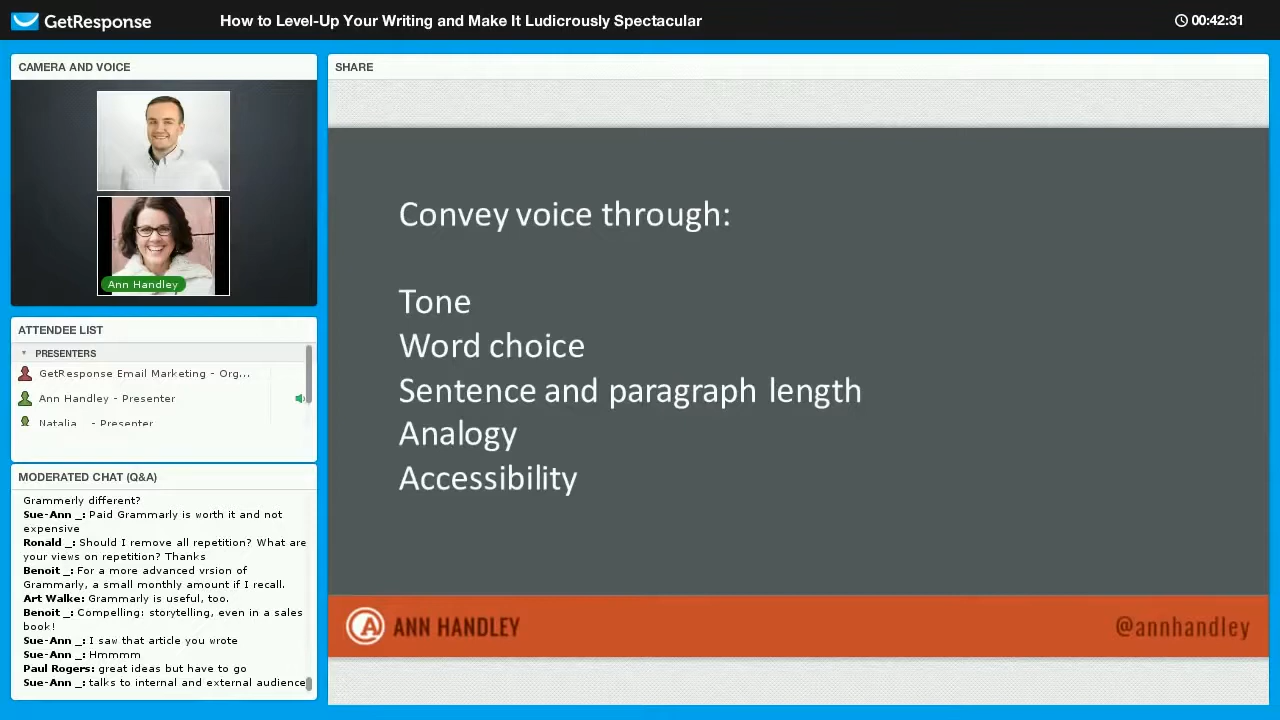 GetResponse
How to Level-Up Your Writing and Make It Ludicrously Spectacular
00:42:31
CAMERA AND VOICE
Ann Handley
ATTENDEE LIST
PRESENTERS
GetResponse Email Marketing - Org...
Ann Handley - Presenter
Natalia _ - Presenter
MODERATED CHAT (Q&A)
Grammerly different?
Sue-Ann _: Paid Grammarly is worth it and not
expensive
Ronald _: Should I remove all repetition? What are
your views on repetition? Thanks
Benoit _: For a more advanced vrsion of
Grammarly, a small monthly amount if I recall.
Art Walke: Grammarly is useful, too.
Benoit _: Compelling: storytelling, even in a sales
book!
Sue-Ann _: I saw that article you wrote
Sue-Ann _: Hmmmm
Paul Rogers: great ideas but have to go
Sue-Ann _: talks to internal and external audience
SHARE
Convey voice through:
Tone
Word choice
Sentence and paragraph length
Analogy
Accessibility
A ANN HANDLEY
@annhandley